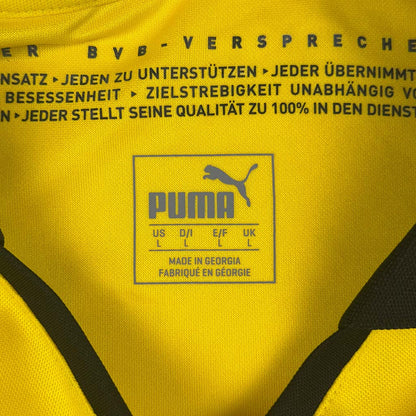 ER BVB-VERSPRECHE
NSATZ ▸ JEDEN ZU UNTERSTÜTZEN ▸ JEDER ÜBERNIMMT
BESESSENHEIT ▸ ZIELSTREBIGKEIT UNABHÄNGIG VO
N ▸ JEDER STELLT SEINE QUALITÄT ZU 100% IN DEN DIENST
PUMA
US D/I E/F UK
L L L L
MADE IN GEORGIA
FABRIQUÉ EN GÉORGIE